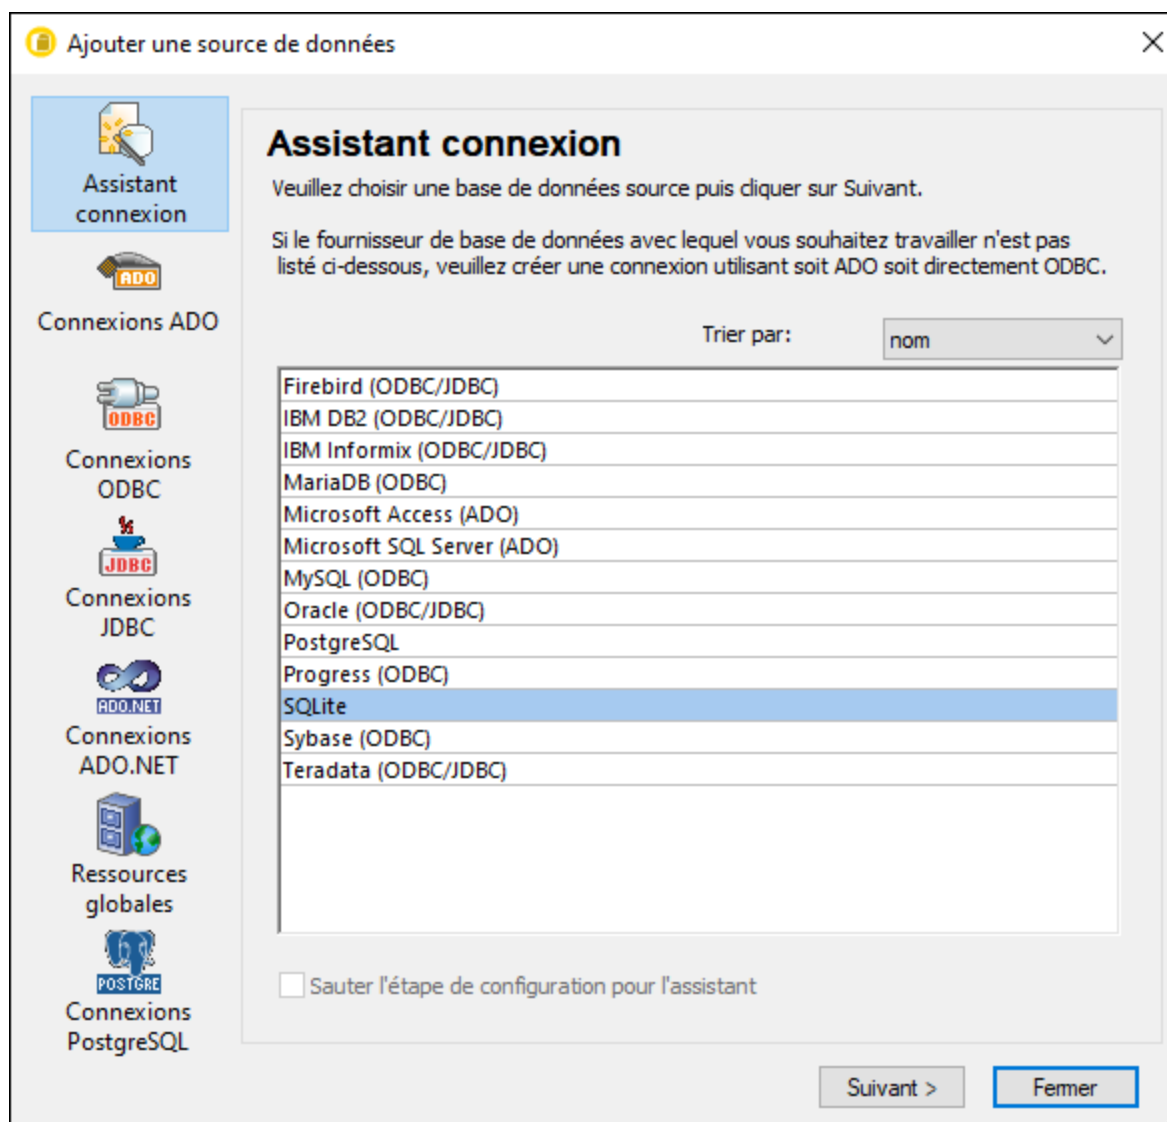 Ajouter une source de données
Assistant
connexion
ADO
Connexions ADO
ODBC
Connexions
ODBC
JDBC
Connexions
JDBC
ADO.NET
Connexions
ADO.NET
Ressources
globales
POSTGRE
Connexions
PostgreSQL
Assistant connexion
Veuillez choisir une base de données source puis cliquer sur Suivant.
Si le fournisseur de base de données avec lequel vous souhaitez travailler n'est pas
listé ci-dessous, veuillez créer une connexion utilisant soit ADO soit directement ODBC.
Trier par:
nom
Firebird (ODBC/JDBC)
IBM DB2 (ODBC/JDBC)
IBM Informix (ODBC/JDBC)
MariaDB (ODBC)
Microsoft Access (ADO)
Microsoft SQL Server (ADO)
MySQL (ODBC)
Oracle (ODBC/JDBC)
PostgreSQL
Progress (ODBC)
SQLite
Sybase (ODBC)
Teradata (ODBC/JDBC)
Sauter l'étape de configuration pour l'assistant
Suivant >
Fermer